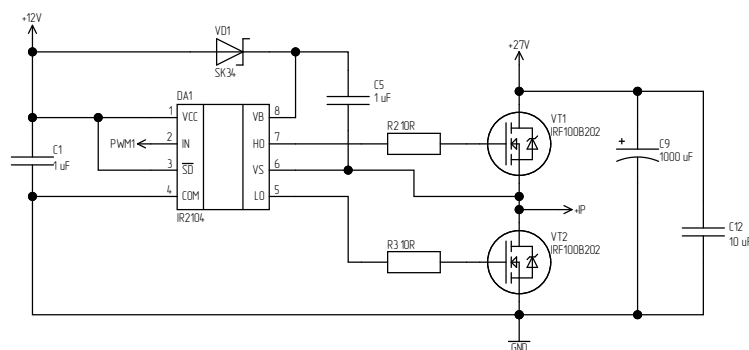 +12V
VD1
SK34
+27V
C5
1 uF
DA1
1 VCC VB 8
2 IN HO 7
3 SD VS 6
4 COM LO 5
IR2104
PWM1
C1
1 uF
R2 10R
VT1
IRF100B202
+
C9
1000 uF
+IP
R3 10R
VT2
IRF100B202
C12
10 uF
GND